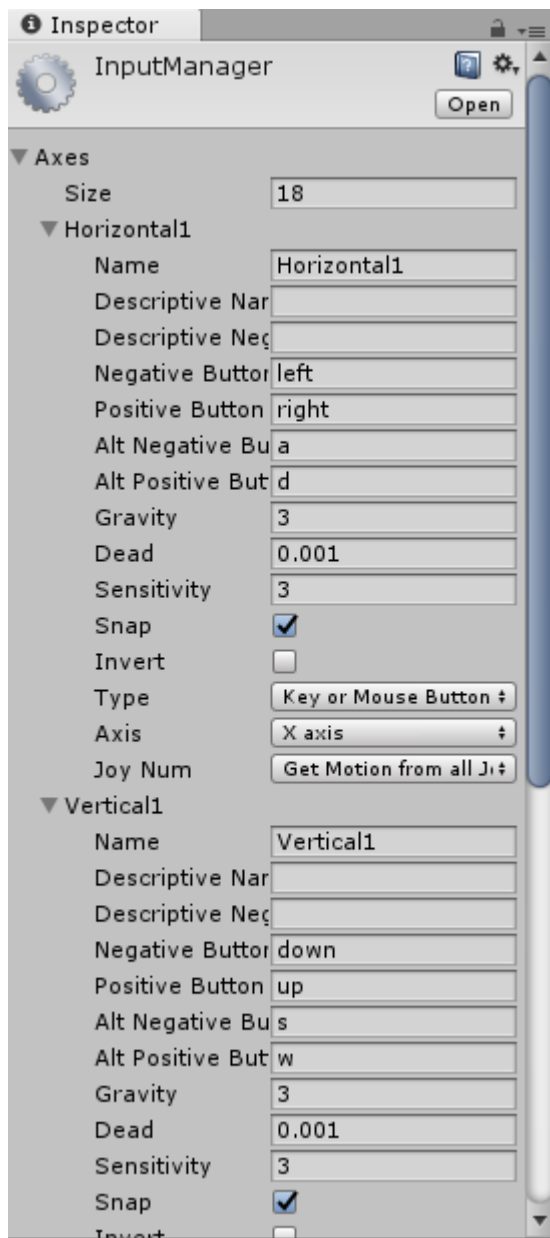 Inspector
InputManager
Open
Axes
Size 18
Horizontal1
Name Horizontal1
Descriptive Nar
Descriptive Neg
Negative Button left
Positive Button right
Alt Negative Bu a
Alt Positive But d
Gravity 3
Dead 0.001
Sensitivity 3
Snap
Invert
Type Key or Mouse Button
Axis X axis
Joy Num Get Motion from all J
Vertical1
Name Vertical1
Descriptive Nar
Descriptive Neg
Negative Button down
Positive Button up
Alt Negative Bu s
Alt Positive But w
Gravity 3
Dead 0.001
Sensitivity 3
Snap
Invert